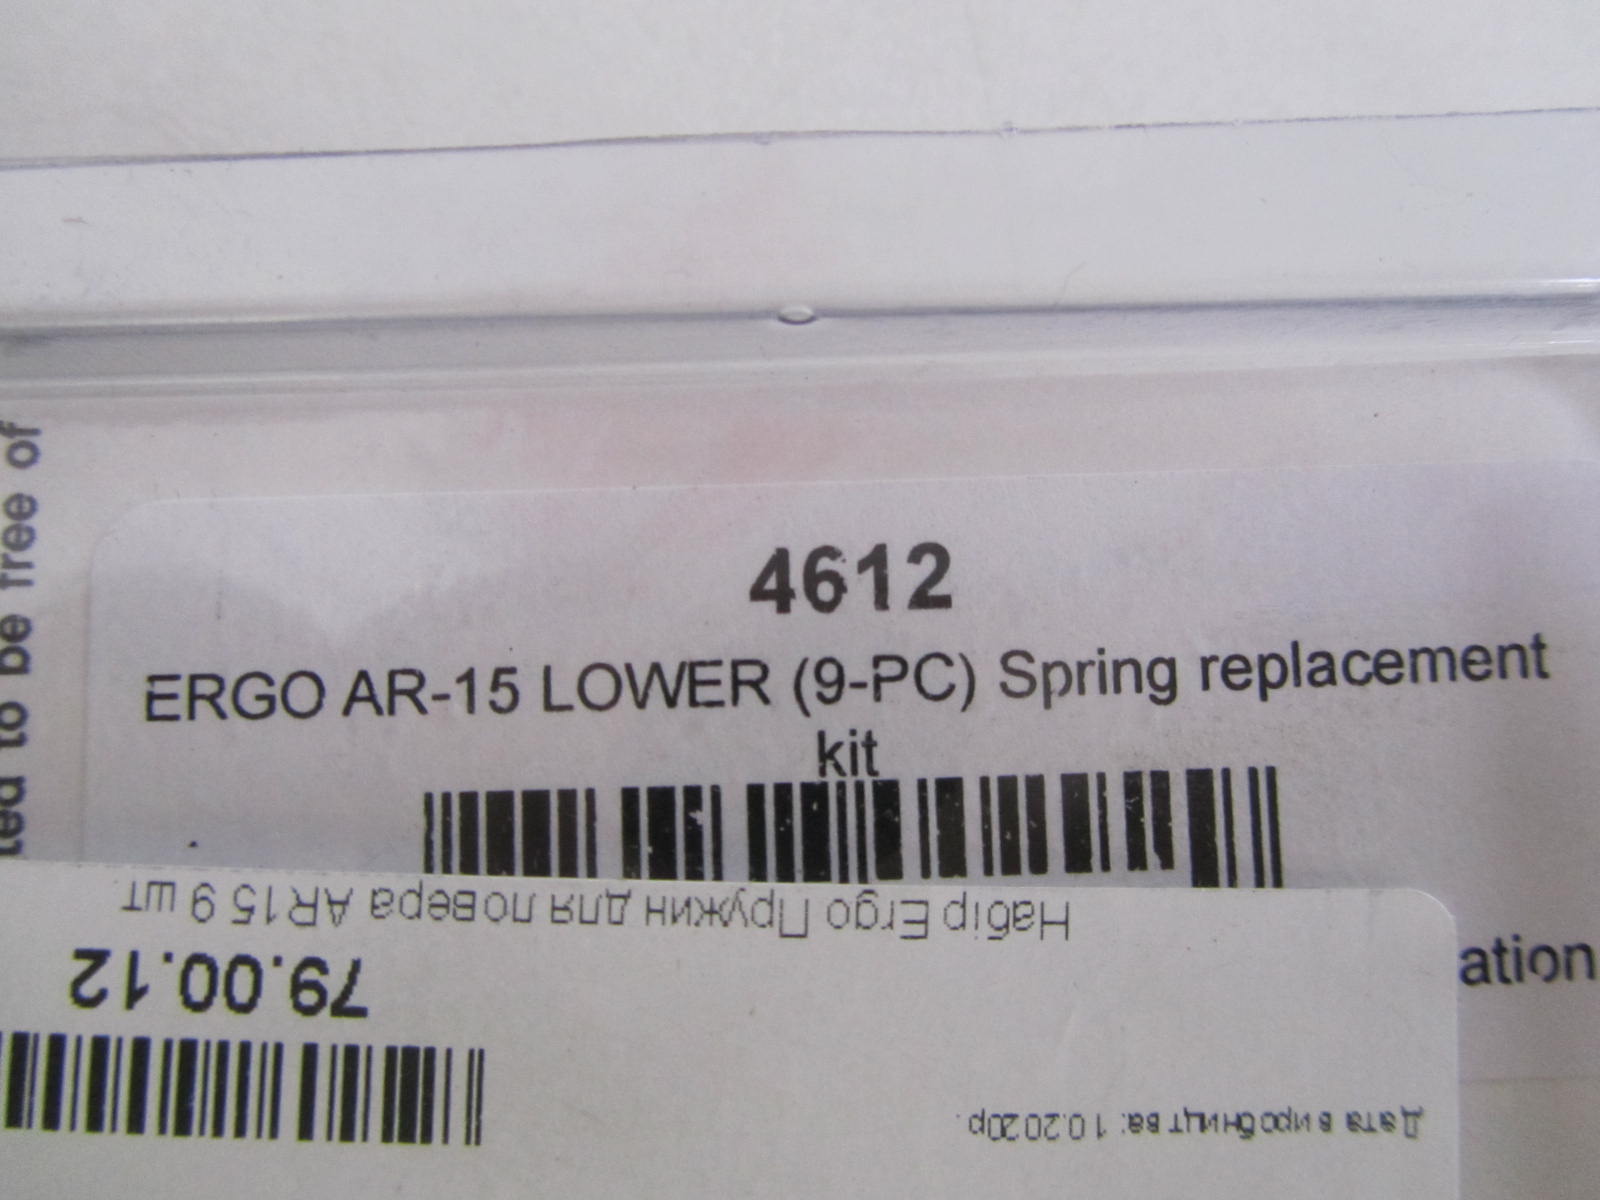 ted to be free of
4612
ERGO AR-15 LOWER (9-PC) Spring replacement
kit
ation
Набір Ergo Пружин для ловера AR15 9 шт.
79.00.12
Дата виробництва: 10.2020р.